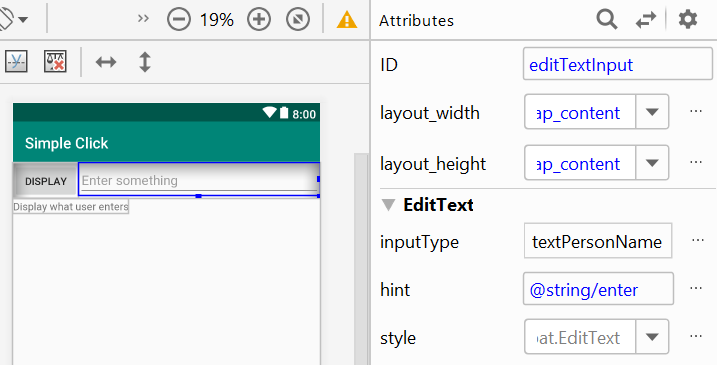 19%
Attributes
ID
editTextInput
layout_width
ap_content
layout_height
ap_content
EditText
inputType
textPersonName
hint
@string/enter
style
oat.EditText
8:00
Simple Click
DISPLAY
Enter something
Display what user enters